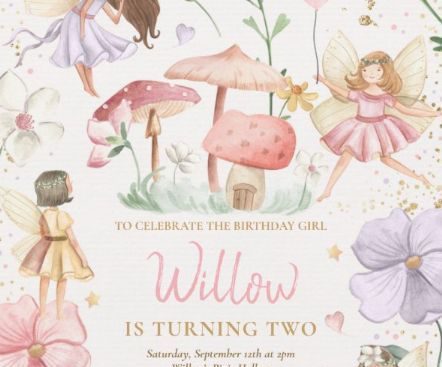 TO CELEBRATE THE BIRTHDAY GIRL
Willow
IS TURNING TWO
Saturday, September 12th at 2pm